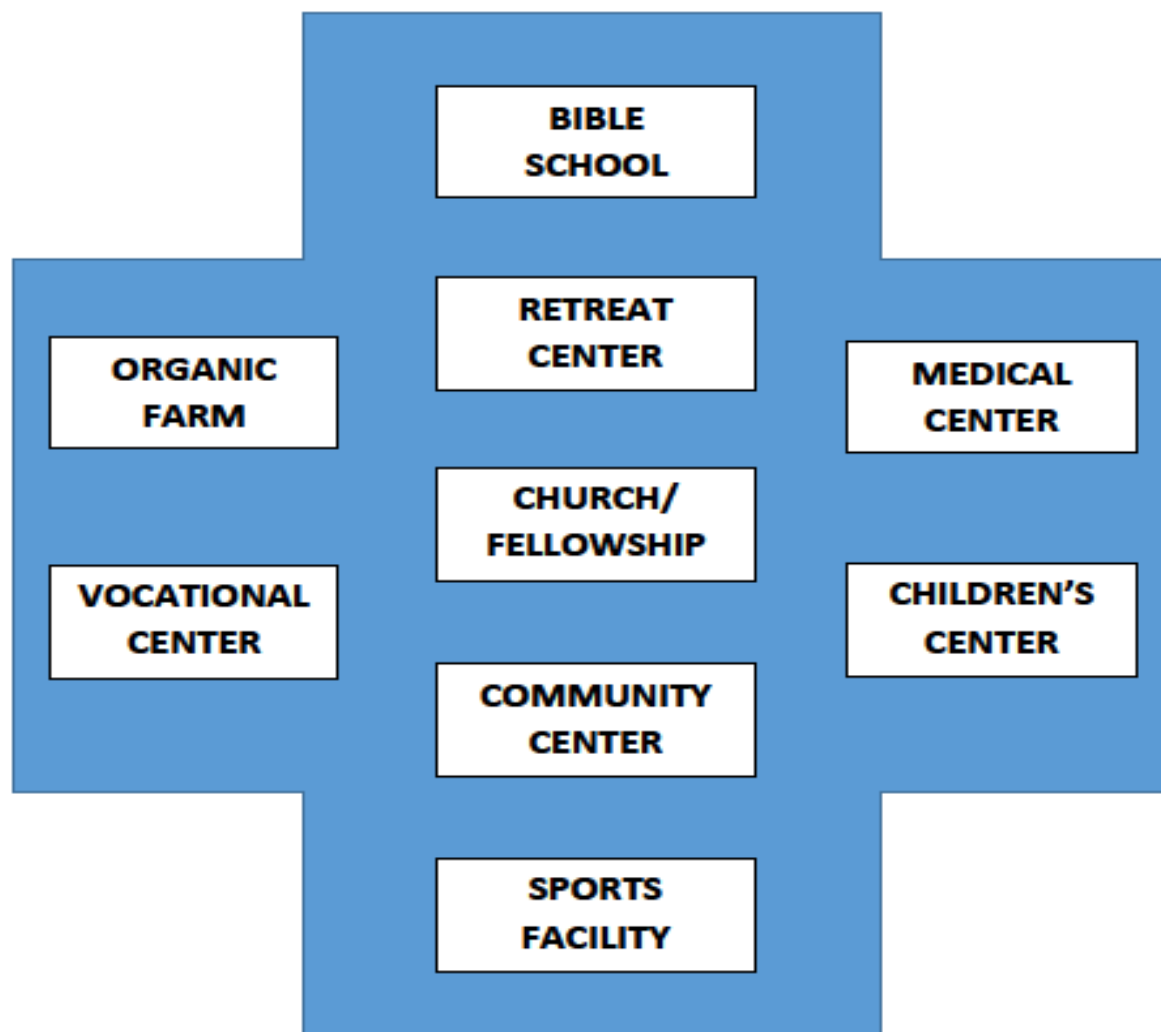 BIBLE
SCHOOL
RETREAT
CENTER
ORGANIC
FARM
MEDICAL
CENTER
CHURCH/
FELLOWSHIP
VOCATIONAL
CENTER
CHILDREN’S
CENTER
COMMUNITY
CENTER
SPORTS
FACILITY